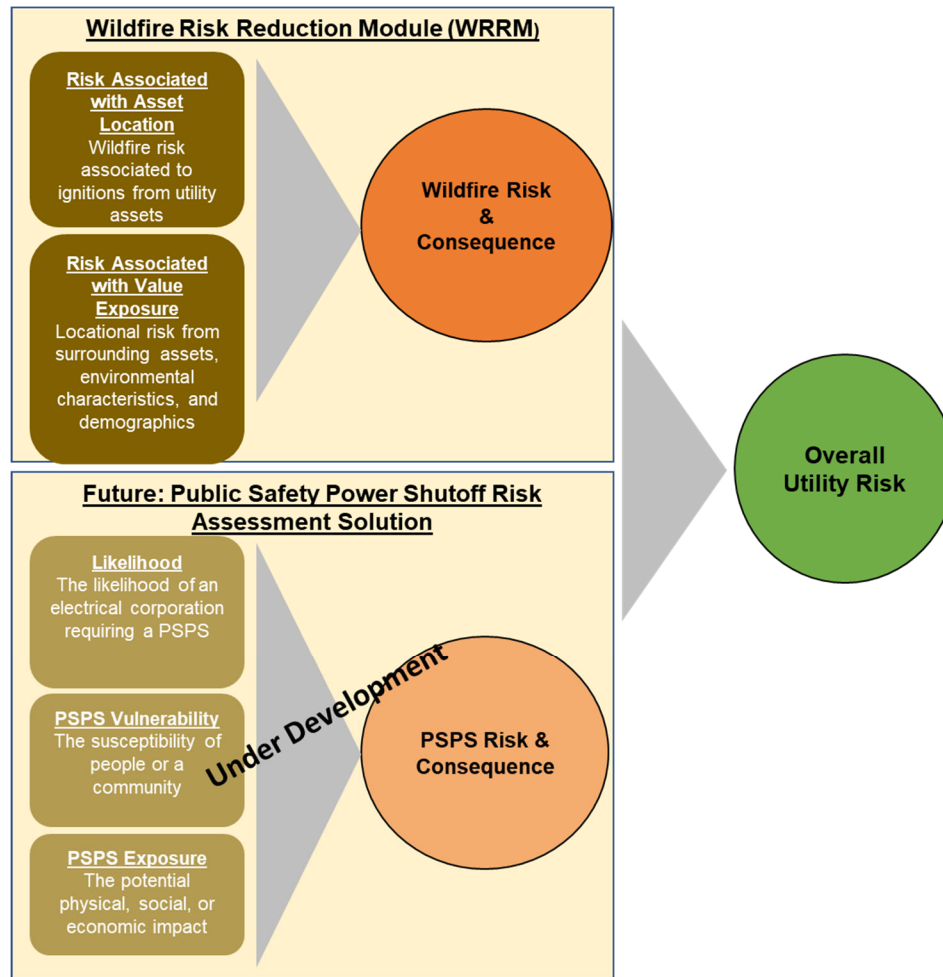 Wildfire Risk Reduction Module (WRRM)
Risk Associated
with Asset
Location
Wildfire risk
associated to
ignitions from utility
assets
Risk Associated
with Value
Exposure
Locational risk from
surrounding assets,
environmental
characteristics, and
demographics
Wildfire Risk
&
Consequence
Future: Public Safety Power Shutoff Risk
Assessment Solution
Likelihood
The likelihood of an
electrical corporation
requiring a PSPS
PSPS Vulnerability
The susceptibility of
people or a
community
PSPS Exposure
The potential
physical, social, or
economic impact
Under Development
PSPS Risk &
Consequence
Overall
Utility Risk